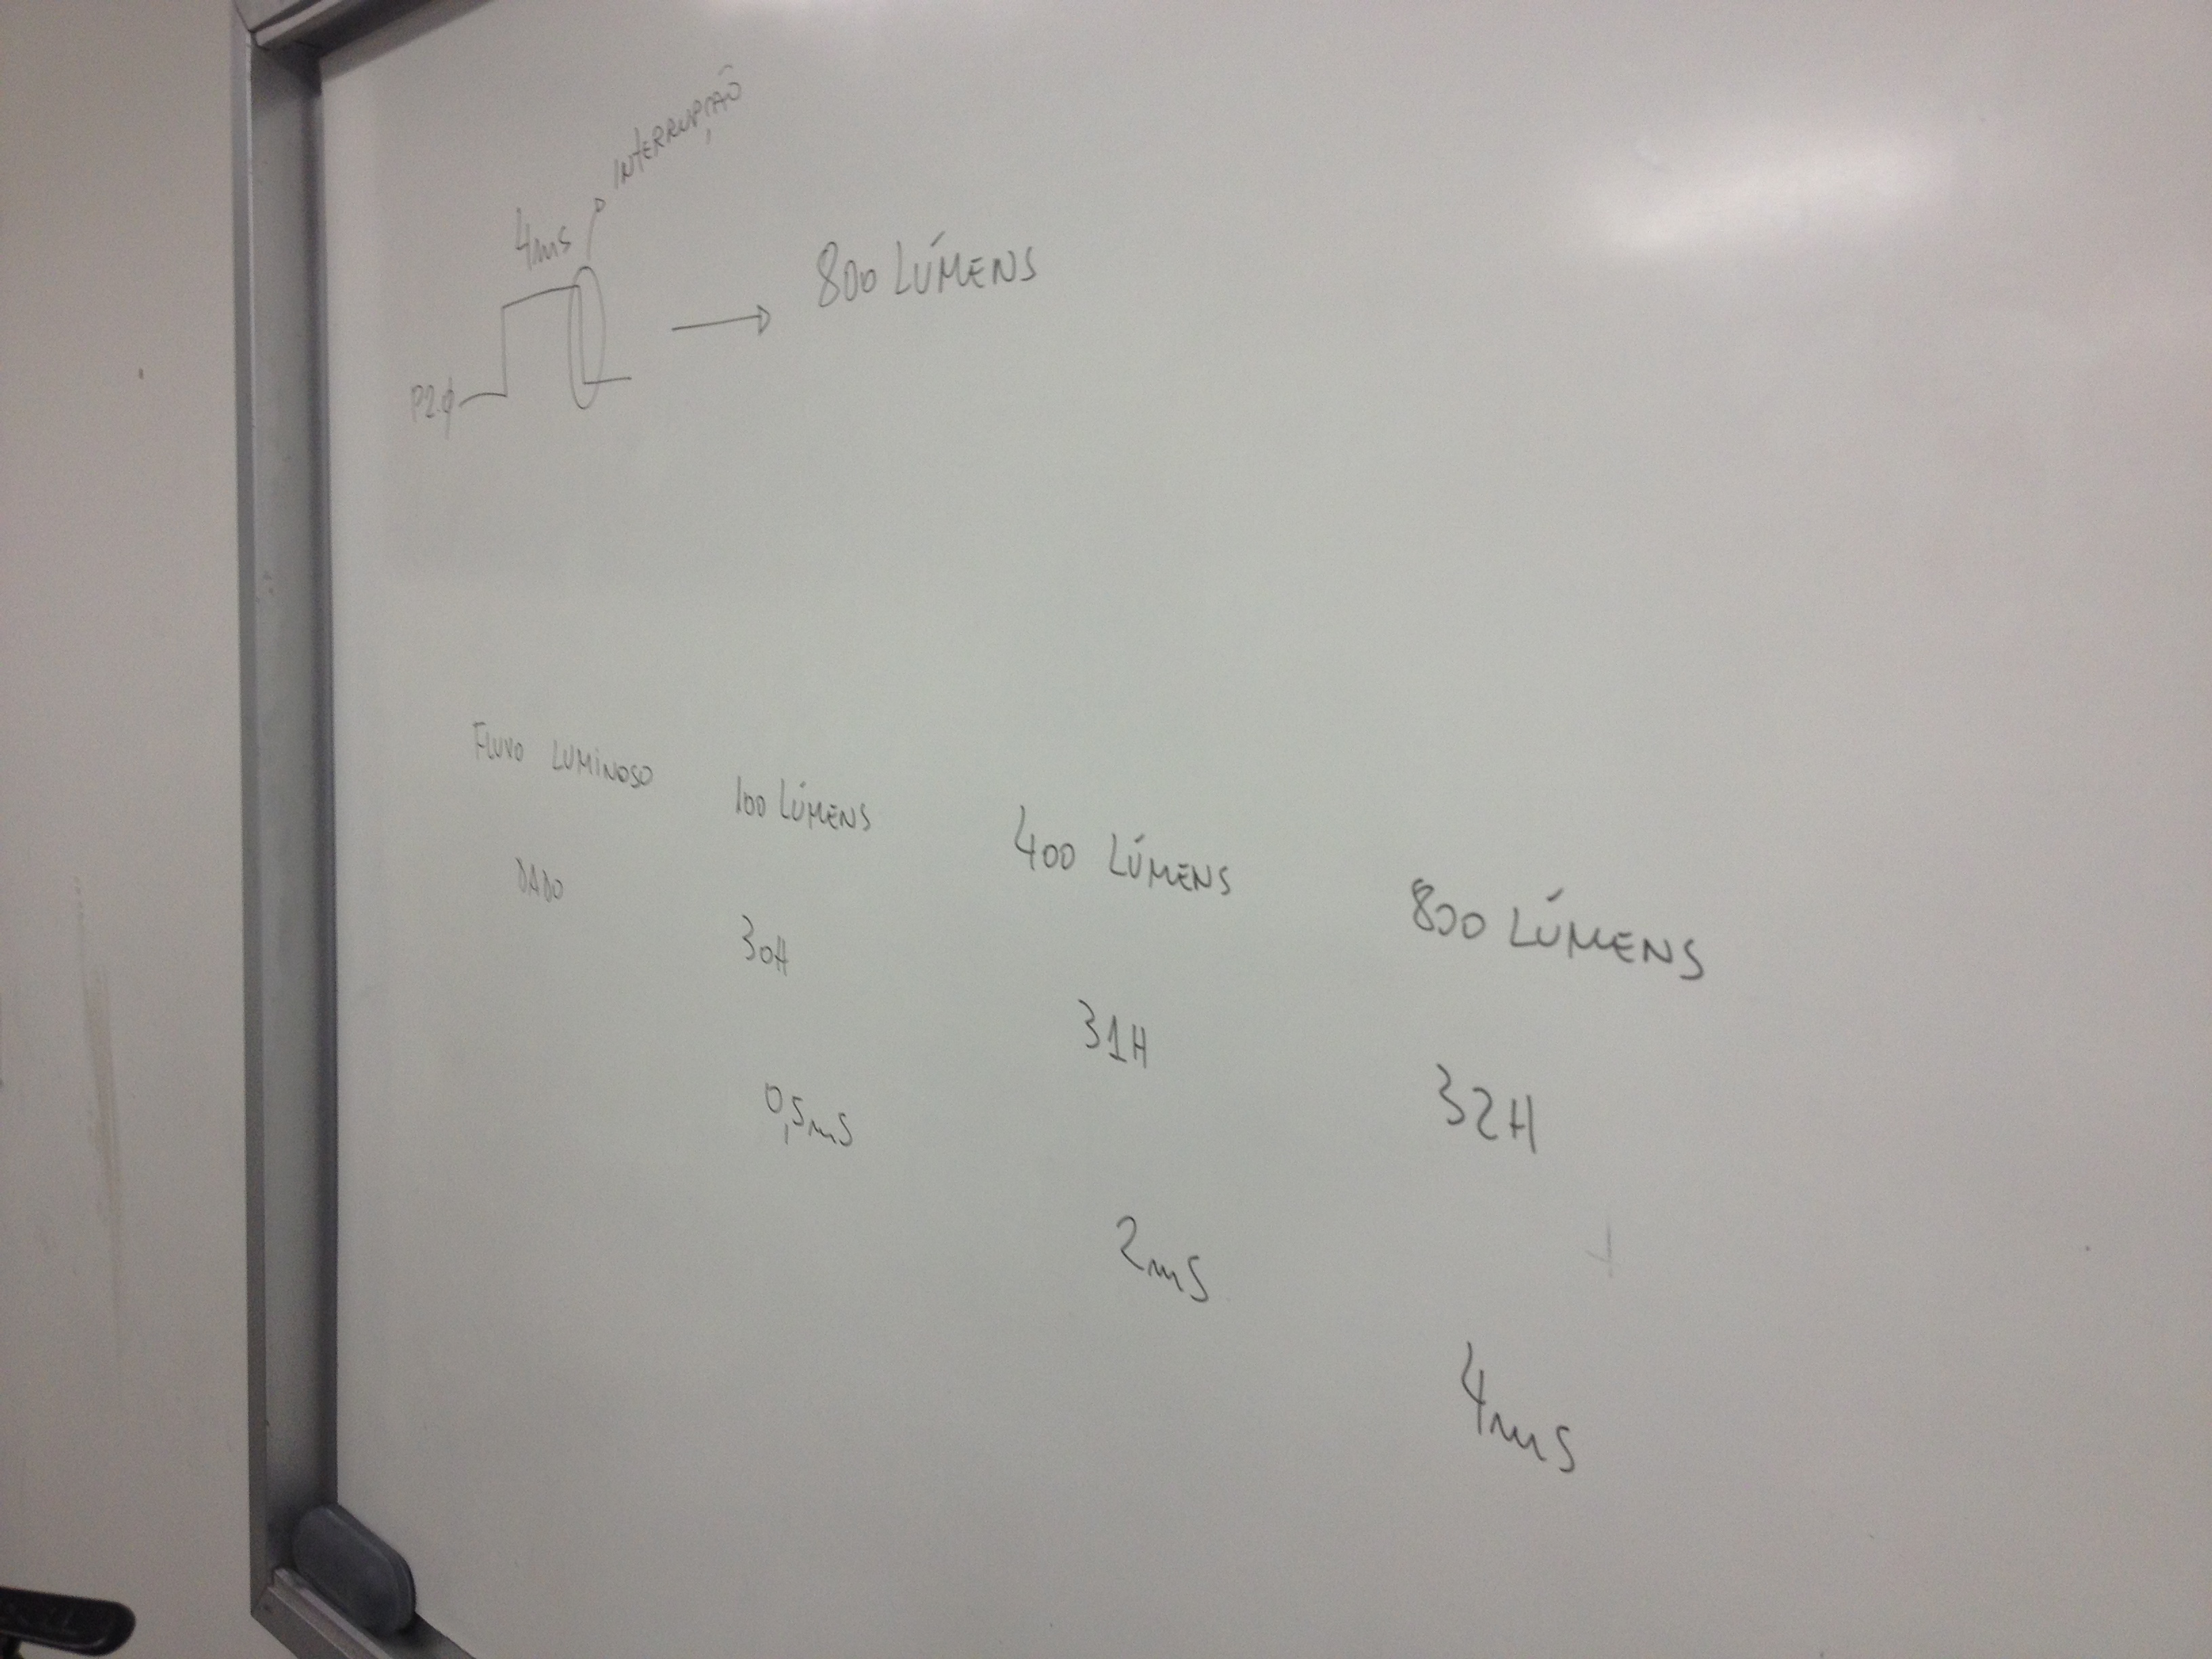 INTERRUPÇÃO
4ms
800 LÚMENS
P2.0
FLUXO LUMINOSO 100 LÚMENS 400 LÚMENS 800 LÚMENS
DADO 30H 31H 32H
0,5ms 2ms 4ms